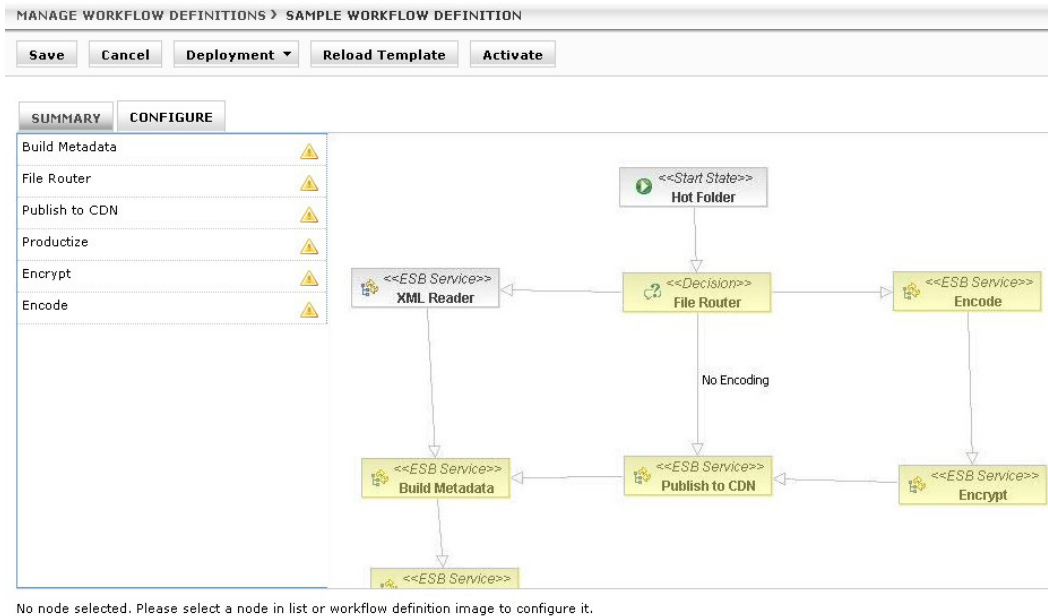 MANAGE WORKFLOW DEFINITIONS > SAMPLE WORKFLOW DEFINITION
Save Cancel Deployment Reload Template Activate
SUMMARY CONFIGURE
Build Metadata
File Router
Publish to CDN
Productize
Encrypt
Encode
<<Start State>>
Hot Folder
<<ESB Service>>
XML Reader
<<Decision>>
File Router
<<ESB Service>>
Encode
No Encoding
<<ESB Service>>
Build Metadata
<<ESB Service>>
Publish to CDN
<<ESB Service>>
Encrypt
<<ESB Service>>
No node selected. Please select a node in list or workflow definition image to configure it.